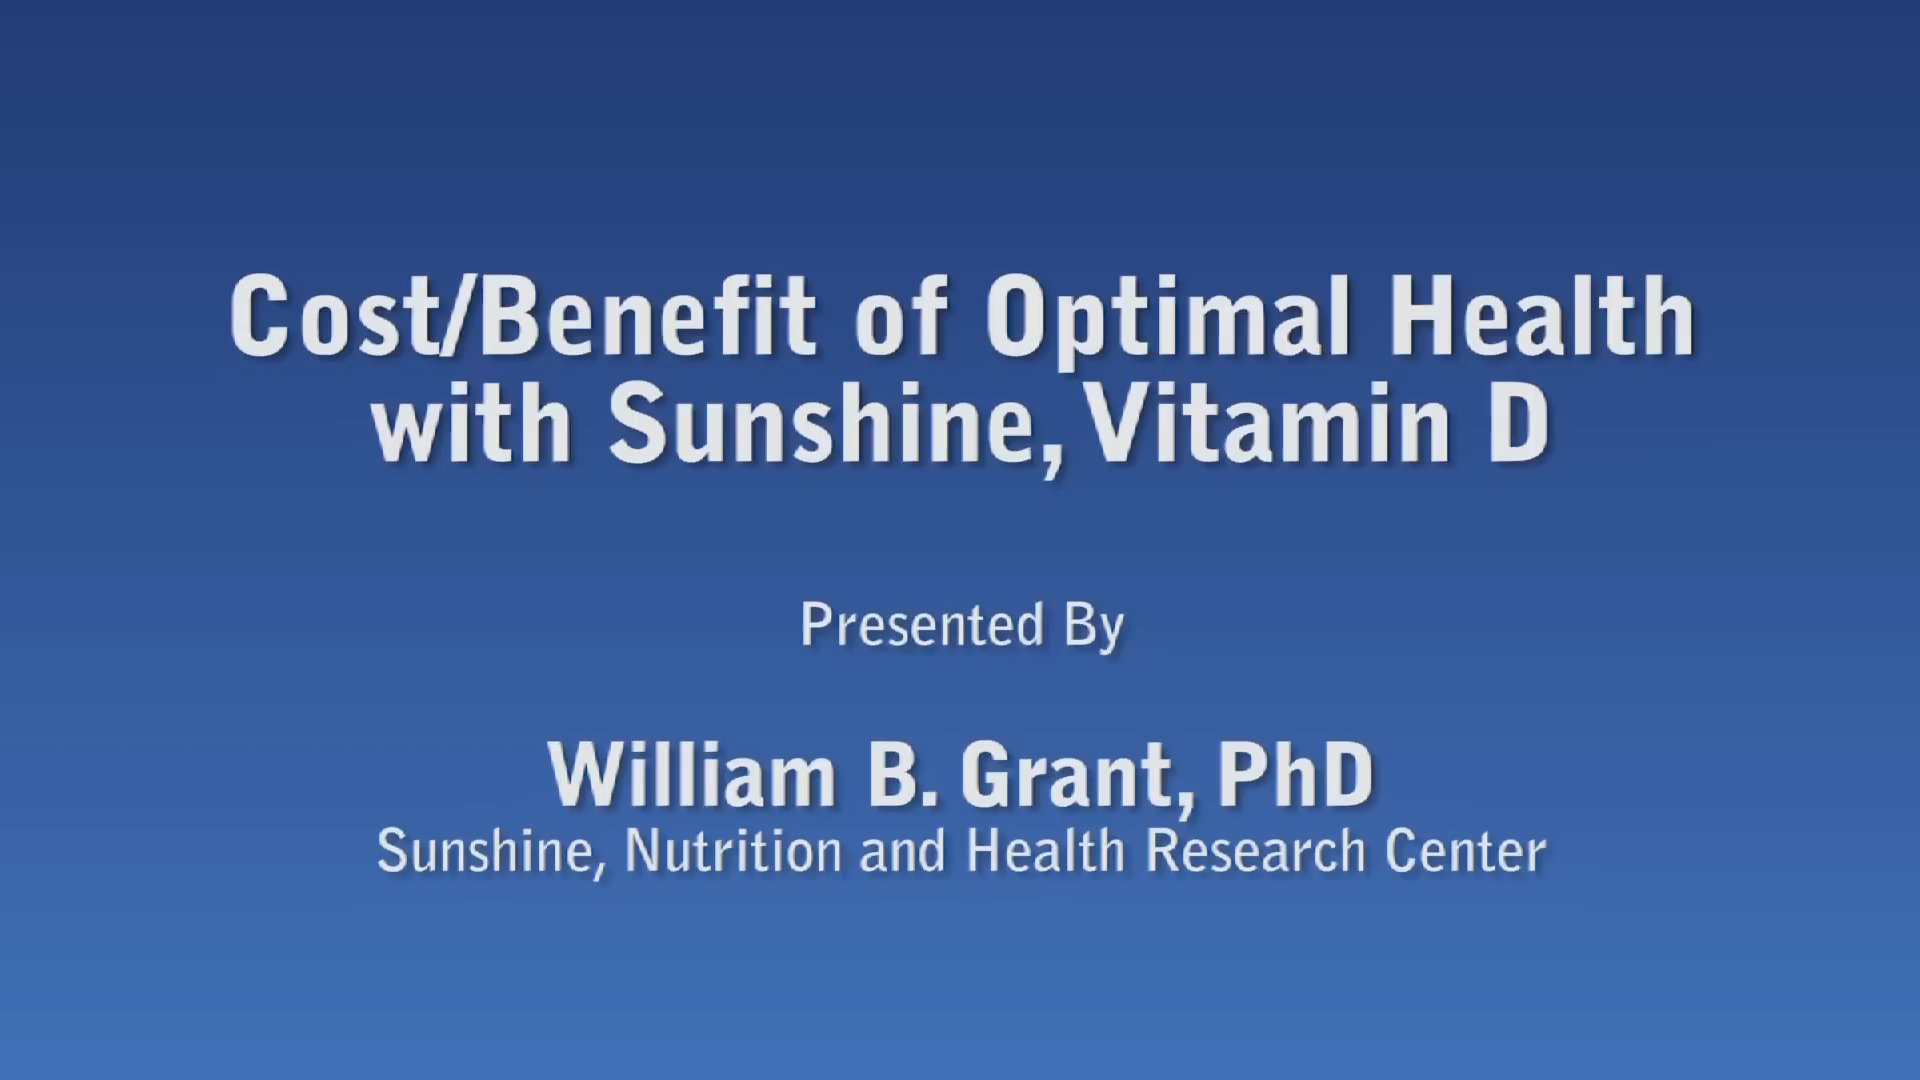 Cost/Benefit of Optimal Health
with Sunshine, Vitamin D
Presented By
William B. Grant, PhD
Sunshine, Nutrition and Health Research Center